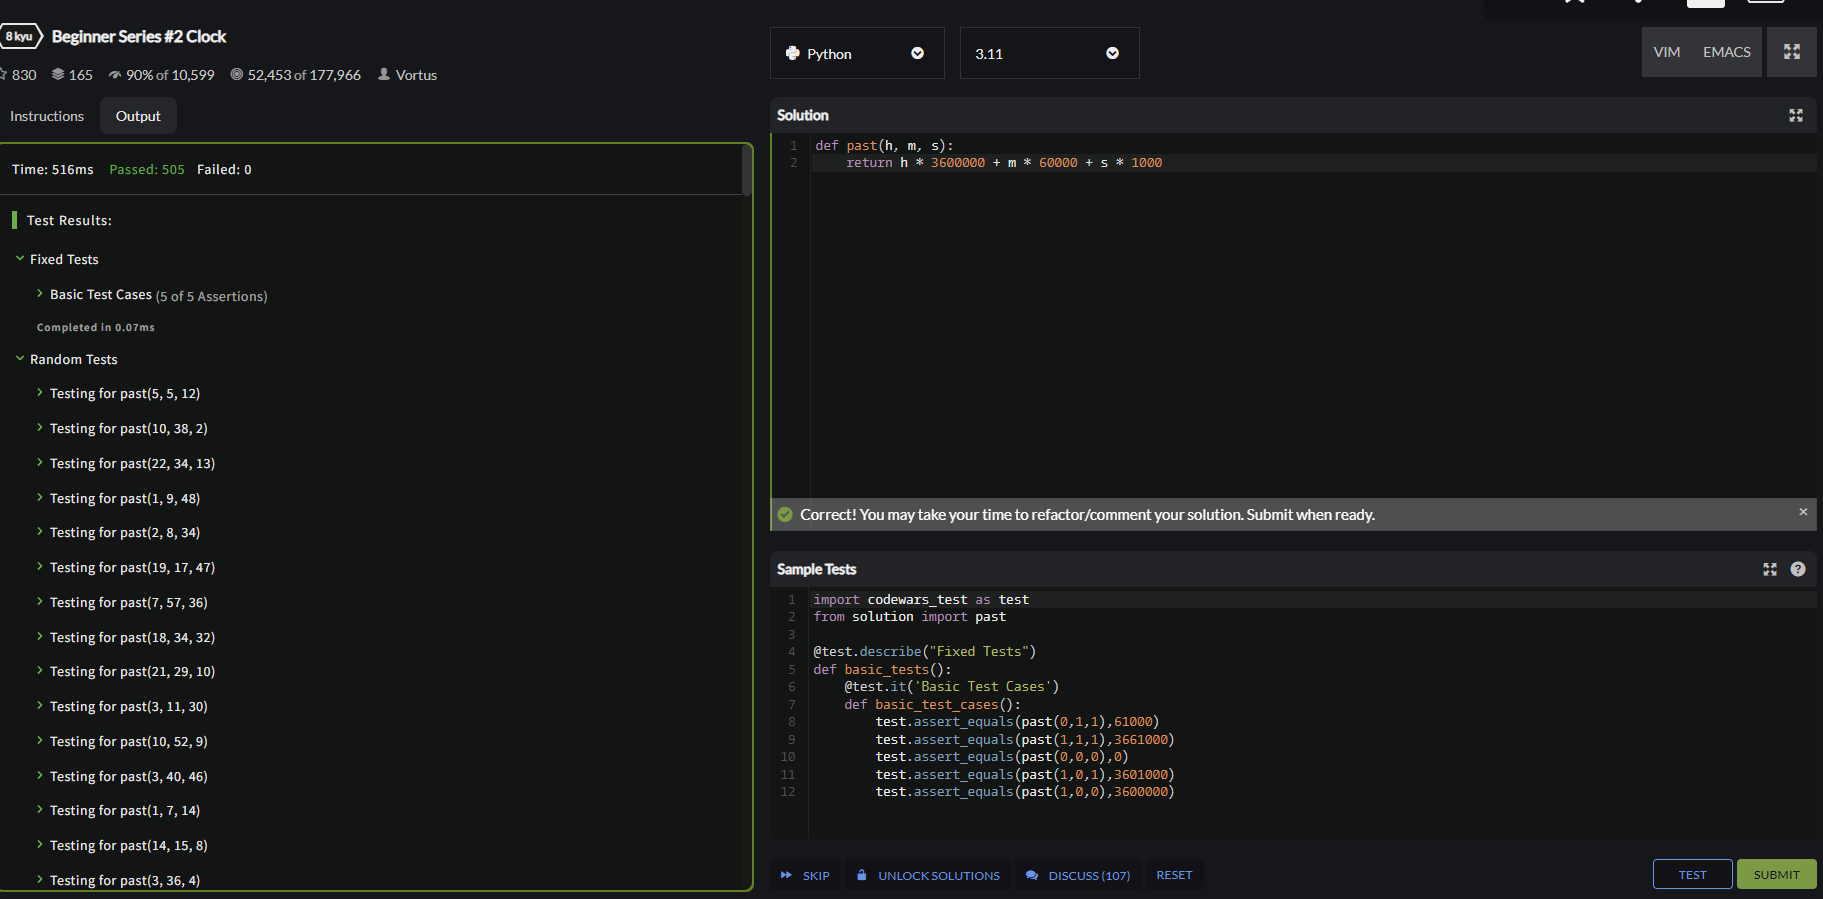 8 kyu Beginner Series #2 Clock
830 165 90% of 10,599 52,453 of 177,966 Vortus
Instructions Output
Time: 516ms Passed: 505 Failed: 0
Test Results:
Fixed Tests
Basic Test Cases (5 of 5 Assertions)
Completed in 0.07ms
Random Tests
Testing for past(5, 5, 12)
Testing for past(10, 38, 2)
Testing for past(22, 34, 13)
Testing for past(1, 9, 48)
Testing for past(2, 8, 34)
Testing for past(19, 17, 47)
Testing for past(7, 57, 36)
Testing for past(18, 34, 32)
Testing for past(21, 29, 10)
Testing for past(3, 11, 30)
Testing for past(10, 52, 9)
Testing for past(3, 40, 46)
Testing for past(1, 7, 14)
Testing for past(14, 15, 8)
Testing for past(3, 36, 4)
Python 3.11 VIM EMACS
Solution
1 def past(h, m, s):
2     return h * 3600000 + m * 60000 + s * 1000
Correct! You may take your time to refactor/comment your solution. Submit when ready. ×
Sample Tests ?
1 import codewars_test as test
2 from solution import past
3
4 @test.describe("Fixed Tests")
5 def basic_tests():
6     @test.it('Basic Test Cases')
7     def basic_test_cases():
8         test.assert_equals(past(0,1,1),61000)
9         test.assert_equals(past(1,1,1),3661000)
10         test.assert_equals(past(0,0,0),0)
11         test.assert_equals(past(1,0,1),3601000)
12         test.assert_equals(past(1,0,0),3600000)
SKIP UNLOCK SOLUTIONS DISCUSS (107) RESET TEST SUBMIT